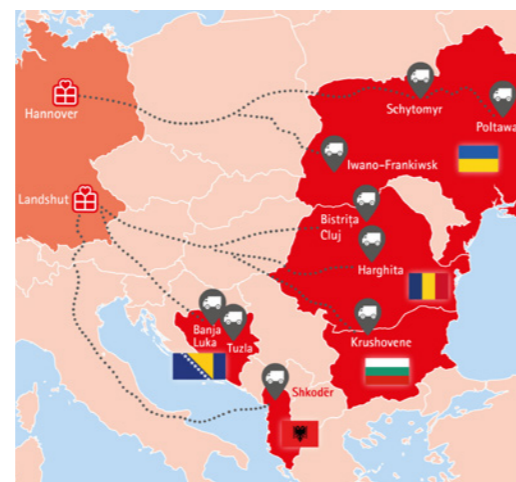 Hannover
Schytomyr
Poltawa
Iwano-Frankiwsk
Landshut
Bistrița
Cluj
Harghita
Banja
Luka
Tuzla
Krushovene
Shkodër